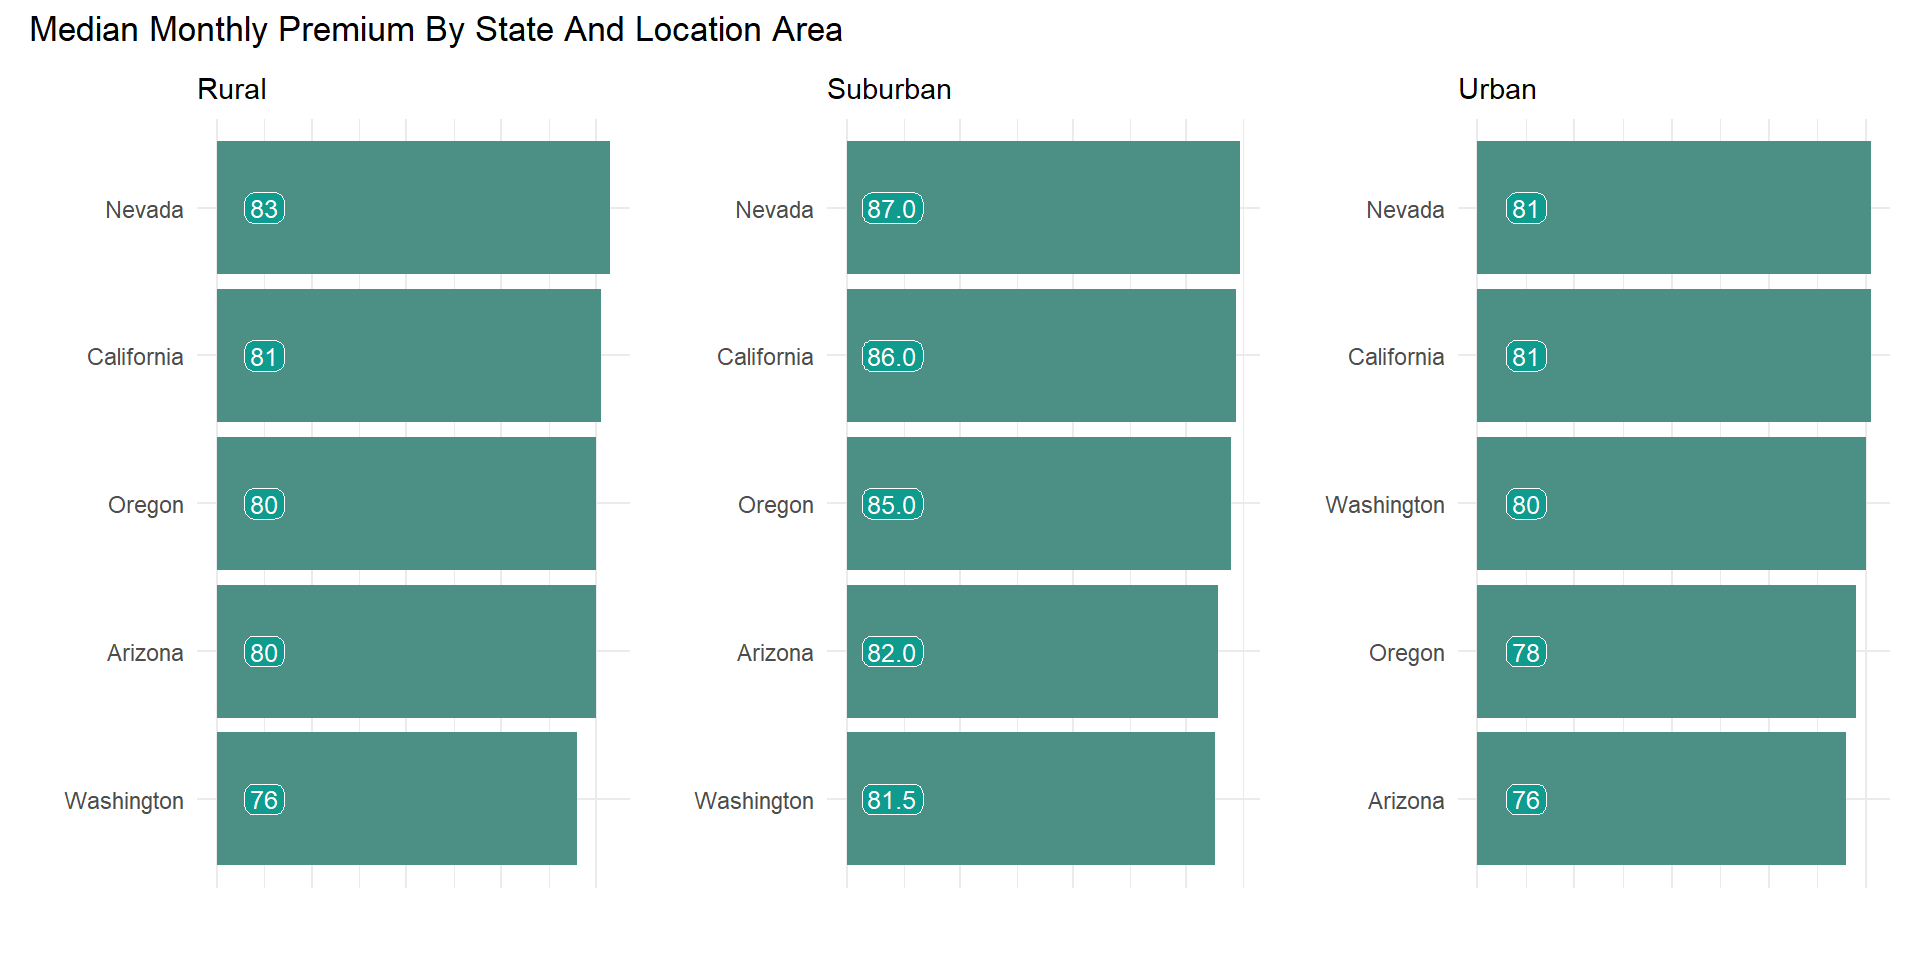 Median Monthly Premium By State And Location Area
Rural
Nevada
83
California
81
Oregon
80
Arizona
80
Washington
76
Suburban
Nevada
87.0
California
86.0
Oregon
85.0
Arizona
82.0
Washington
81.5
Urban
Nevada
81
California
81
Washington
80
Oregon
78
Arizona
76